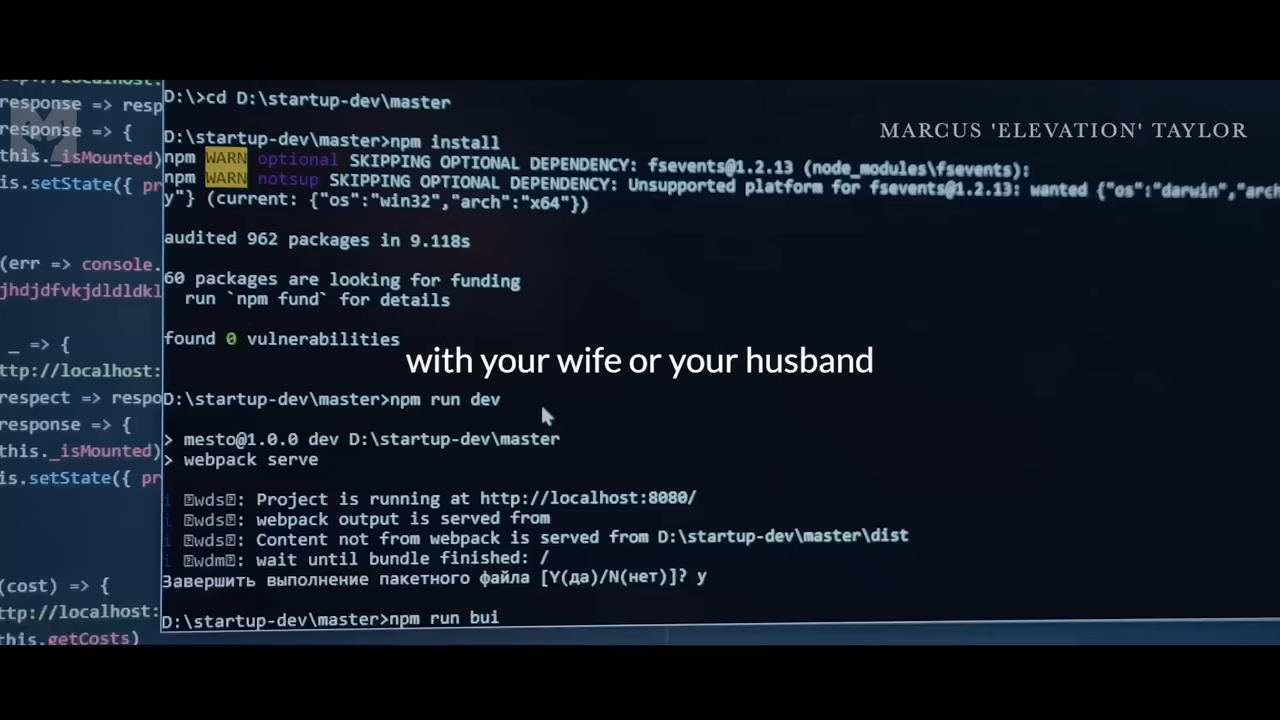 ttp://localhost:
response => resp
response => {
this._isMounted)
is.setState({ pr
(err => console.
jhdjdfvkjdldldkl
_ => {
ttp://localhost:
respect => respo
response => {
this._isMounted)
is.setState({ pr
(cost) => {
ttp://localhost:
this.getCosts)
D:\>cd D:\startup-dev\master
D:\startup-dev\master>npm install
npm WARN optional SKIPPING OPTIONAL DEPENDENCY: fsevents@1.2.13 (node_modules\fsevents):
npm WARN notsup SKIPPING OPTIONAL DEPENDENCY: Unsupported platform for fsevents@1.2.13: wanted {"os":"darwin","arch
y"} (current: {"os":"win32","arch":"x64"})
audited 962 packages in 9.118s
60 packages are looking for funding
run `npm fund` for details
found 0 vulnerabilities
D:\startup-dev\master>npm run dev
> mesto@1.0.0 dev D:\startup-dev\master
> webpack serve
i ⍰wds⍰: Project is running at http://localhost:8080/
i ⍰wds⍰: webpack output is served from
i ⍰wds⍰: Content not from webpack is served from D:\startup-dev\master\dist
i ⍰wdm⍰: wait until bundle finished: /
Завершить выполнение пакетного файла [Y(да)/N(нет)]? y
D:\startup-dev\master>npm run bui
MARCUS 'ELEVATION' TAYLOR
with your wife or your husband